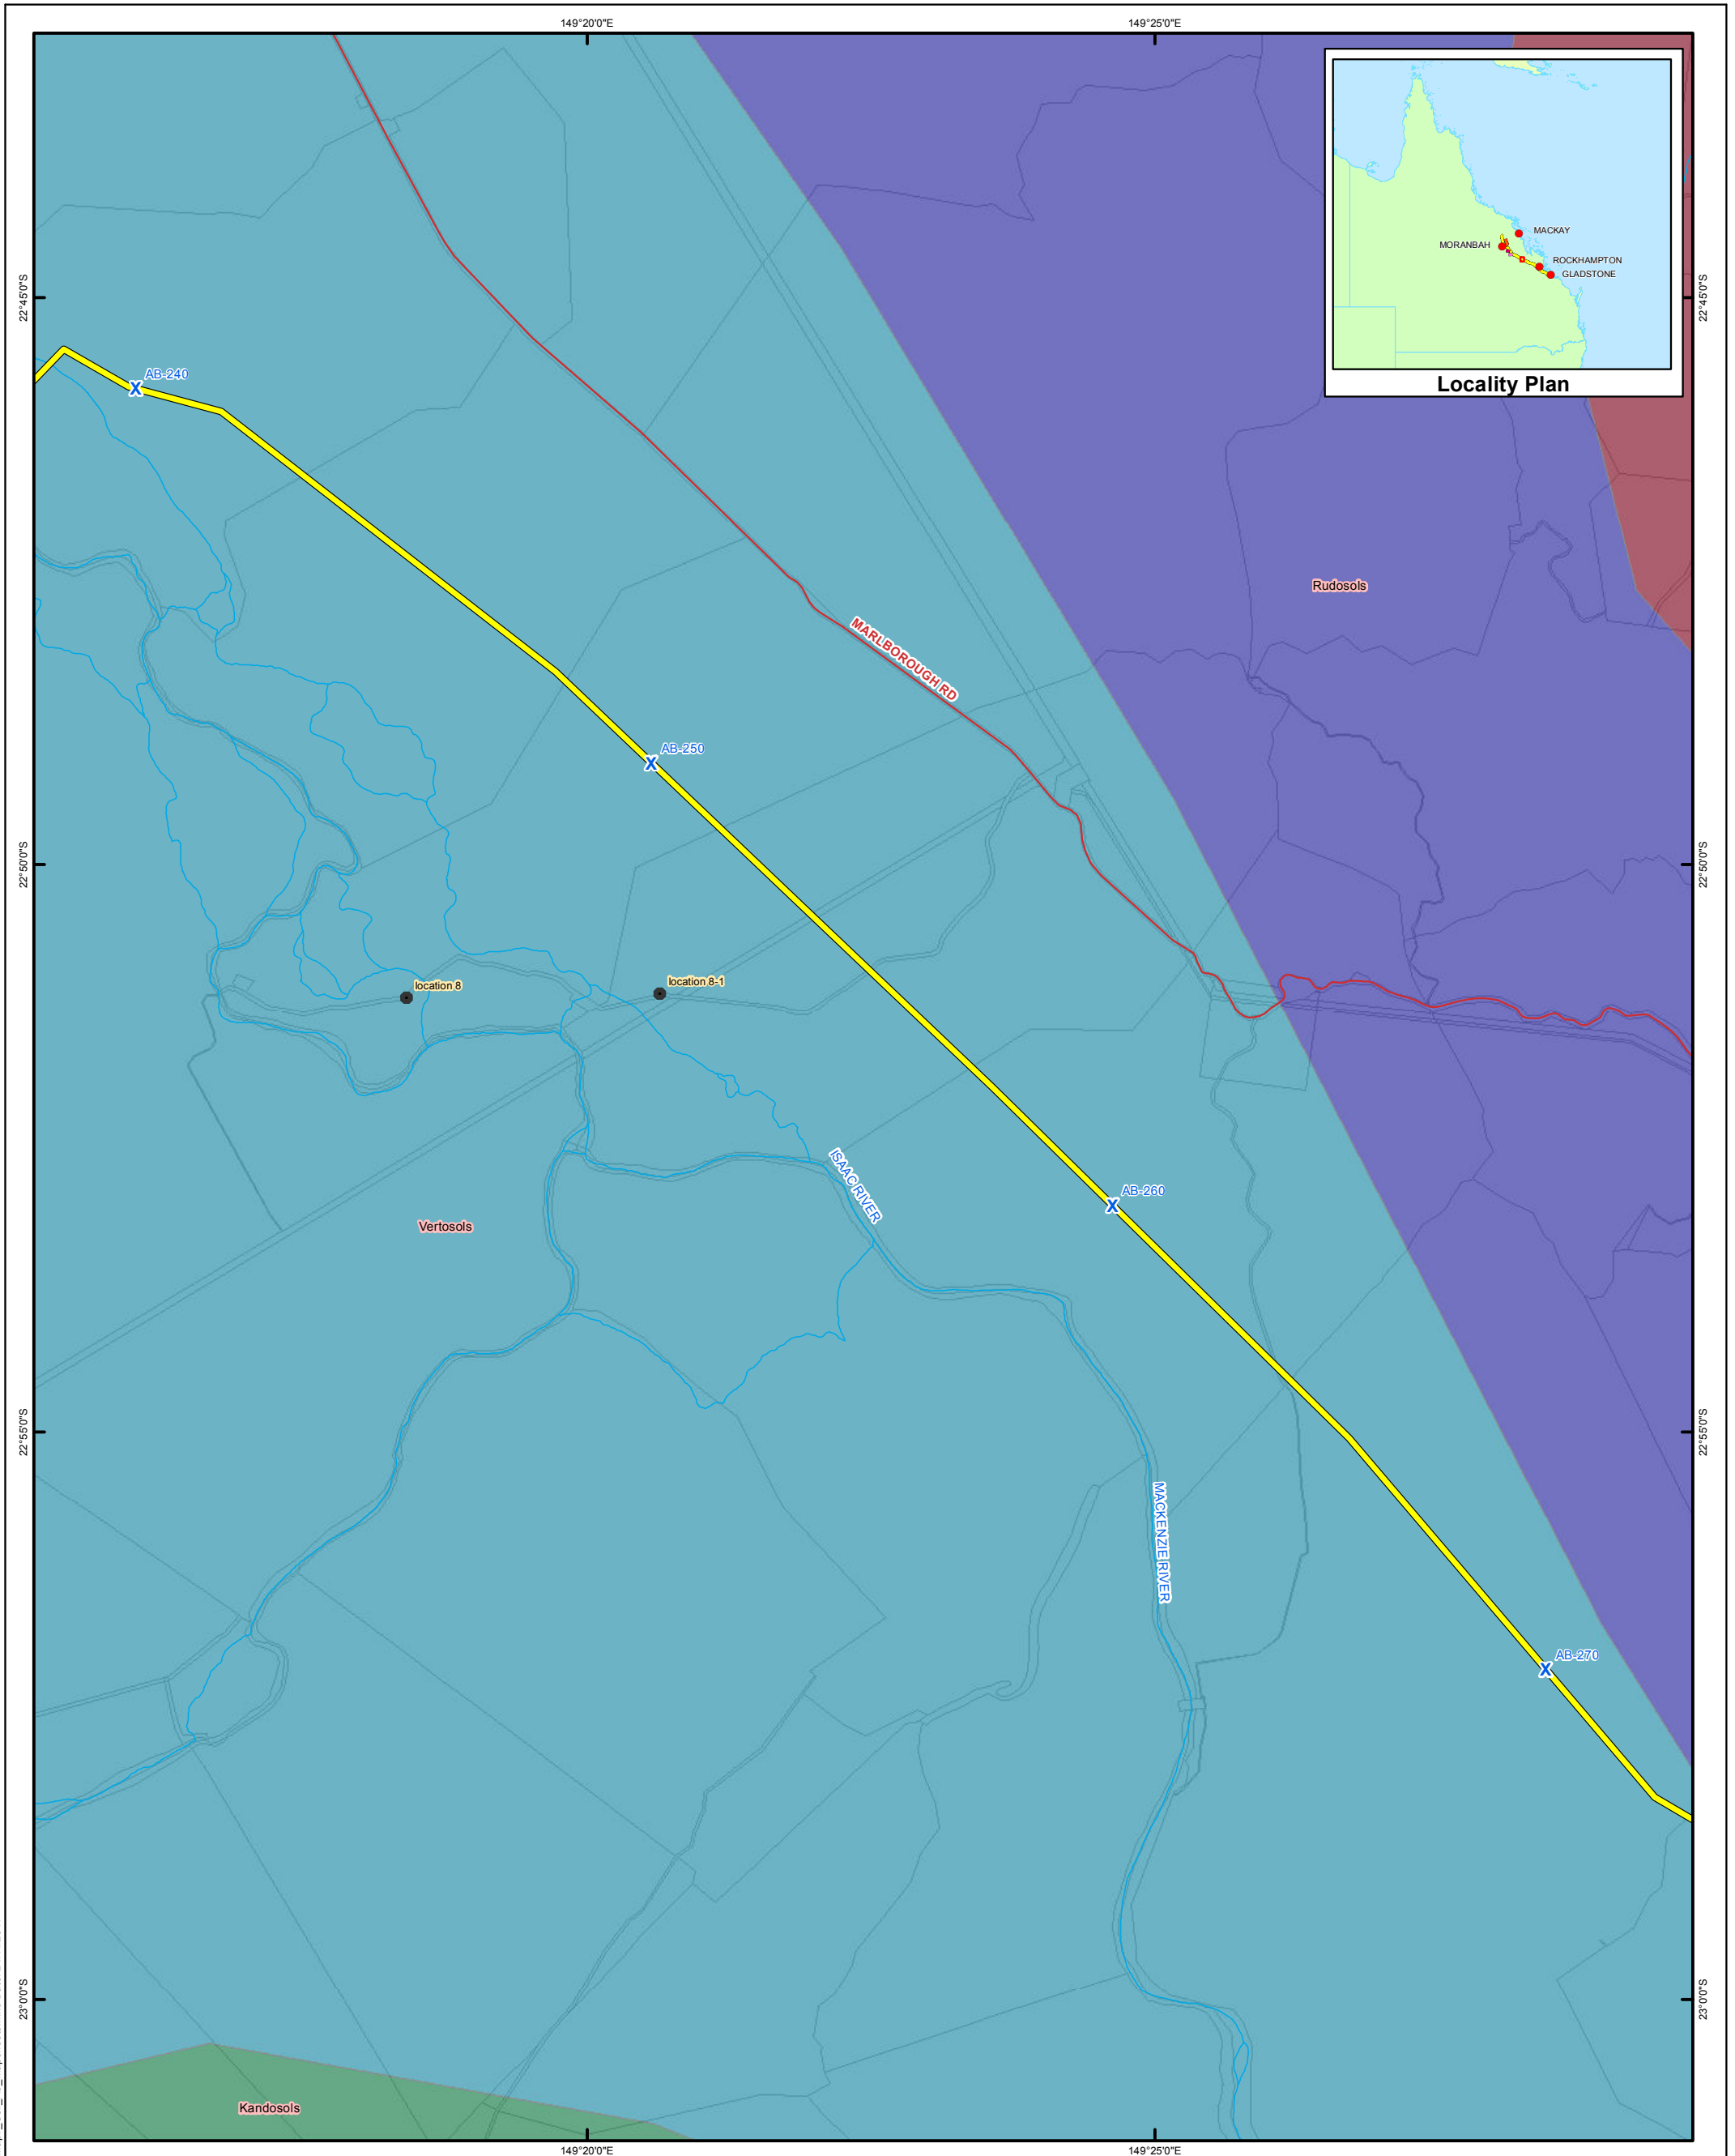 149°20'0"E
149°25'0"E
MACKAY
MORANBAH
ROCKHAMPTON
GLADSTONE
Locality Plan
22°45'0"S
22°45'0"S
AB-240
Rudosols
MARLBOROUGH RD
AB-250
22°50'0"S
22°50'0"S
location 8
location 8-1
ISAAC RIVER
AB-260
Vertosols
22°55'0"S
22°55'0"S
MACKENZIE RIVER
AB-270
23°0'0"S
23°0'0"S
Kandosols
149°20'0"E
149°25'0"E